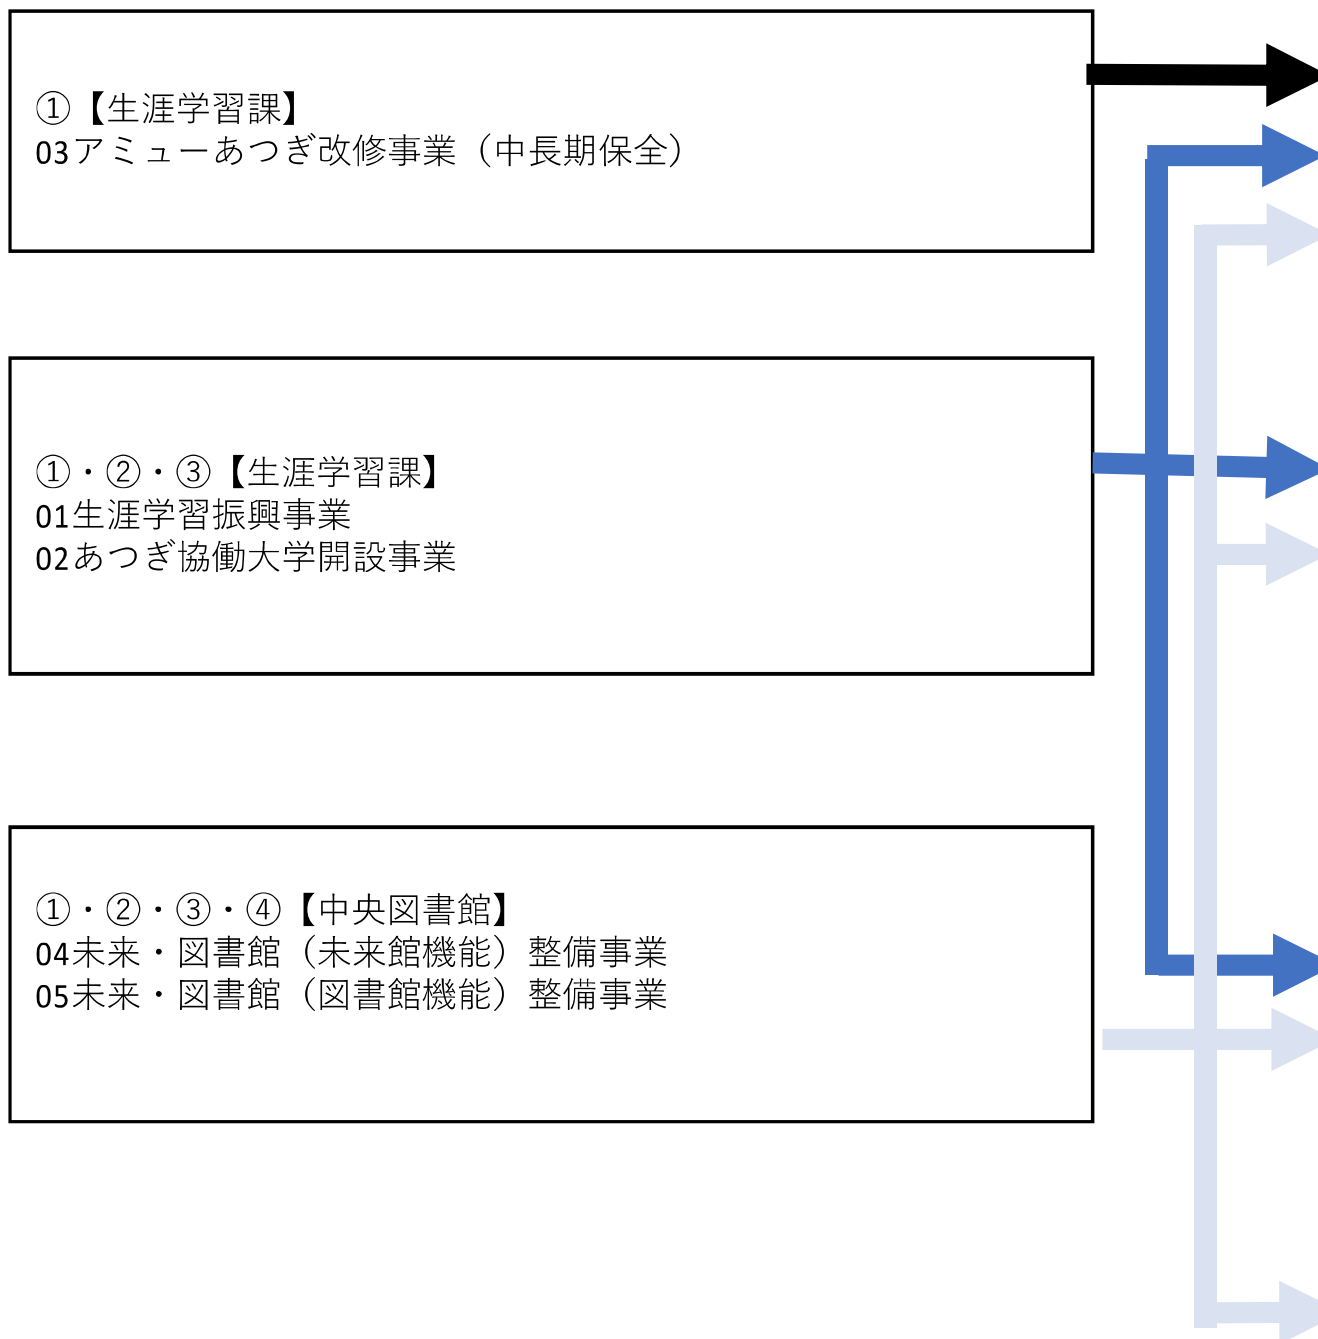 ①【生涯学習課】
03アミューあつぎ改修事業（中長期保全）
①・②・③【生涯学習課】
01生涯学習振興事業
02あつぎ協働大学開設事業
①・②・③・④【中央図書館】
04未来・図書館（未来館機能）整備事業
05未来・図書館（図書館機能）整備事業